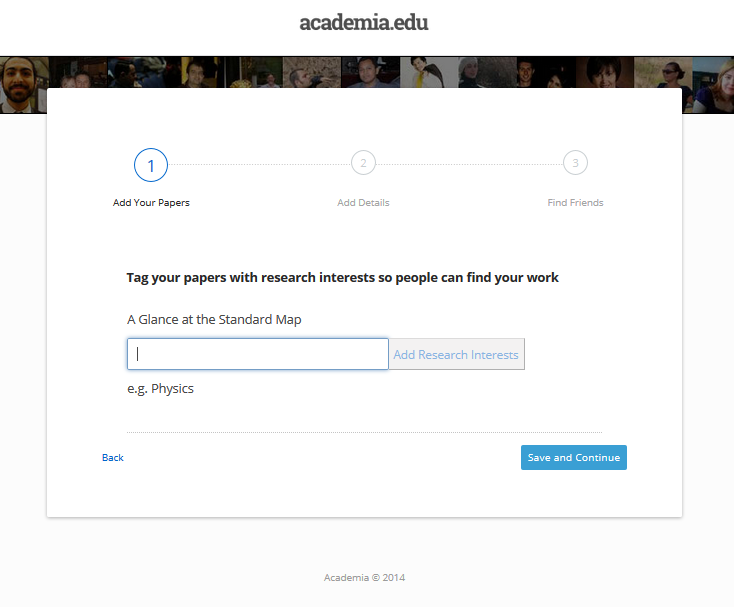 academia.edu
1
2
3
Add Your Papers
Add Details
Find Friends
Tag your papers with research interests so people can find your work
A Glance at the Standard Map
Add Research Interests
e.g. Physics
Back
Save and Continue
Academia © 2014